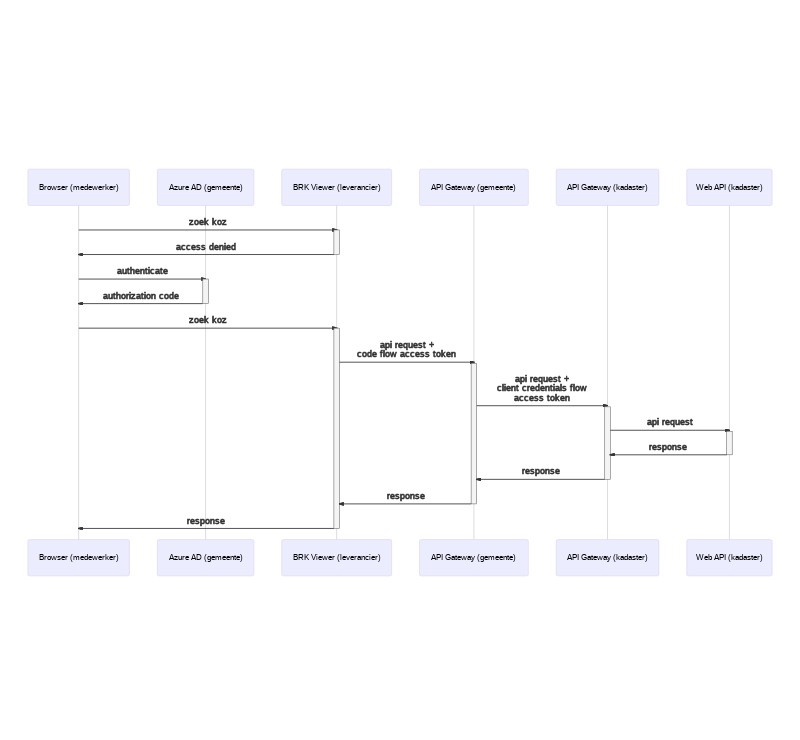 Browser (medewerker)
Azure AD (gemeente)
BRK Viewer (leverancier)
API Gateway (gemeente)
API Gateway (kadaster)
Web API (kadaster)
zoek koz
access denied
authenticate
authorization code
zoek koz
api request +
code flow access token
api request +
client credentials flow
access token
api request
response
response
response
response
Browser (medewerker)
Azure AD (gemeente)
BRK Viewer (leverancier)
API Gateway (gemeente)
API Gateway (kadaster)
Web API (kadaster)